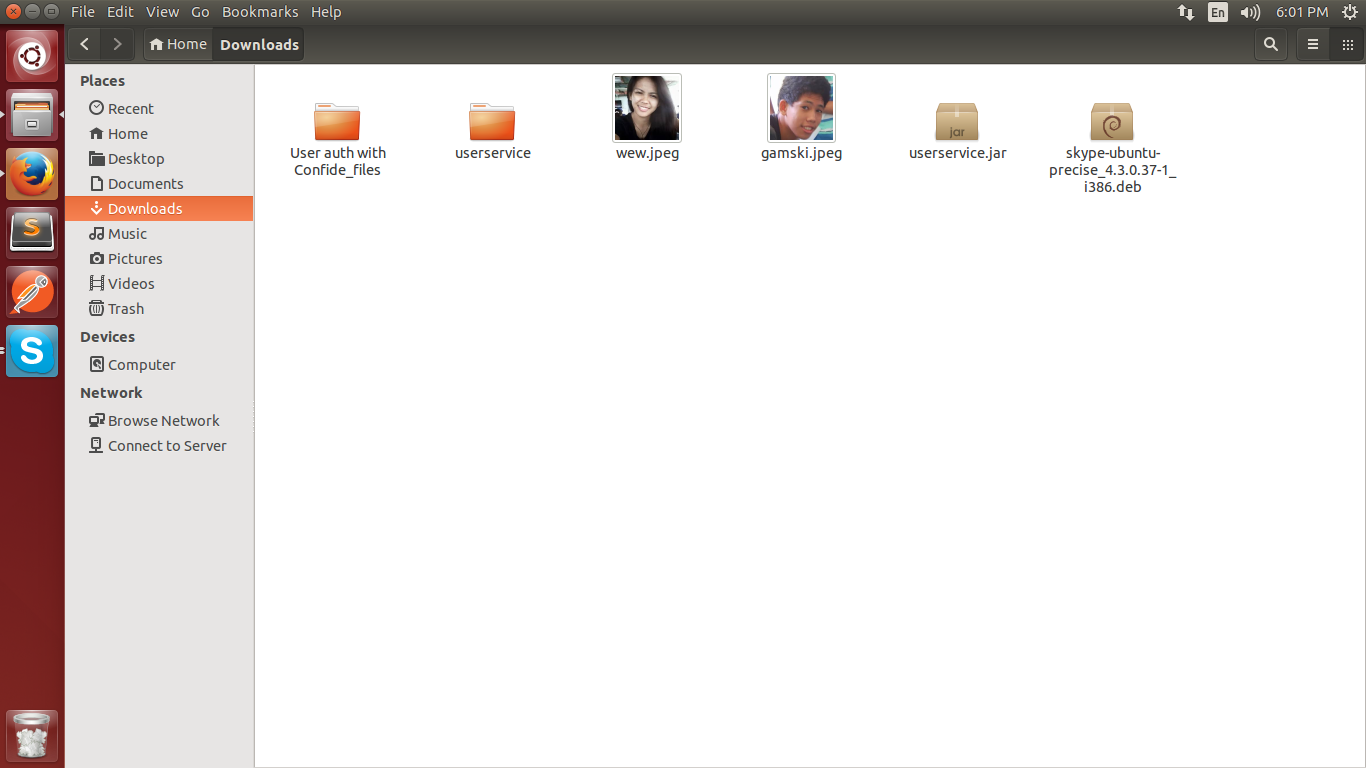 File Edit View Go Bookmarks Help
En
6:01 PM
Home Downloads
Places
Recent
Home
Desktop
Documents
Downloads
Music
Pictures
Videos
Trash
Devices
Computer
Network
Browse Network
Connect to Server
User auth with
Confide_files
userservice
wew.jpeg
gamski.jpeg
jar
userservice.jar
skype-ubuntu-
precise_4.3.0.37-1_
i386.deb
S
S